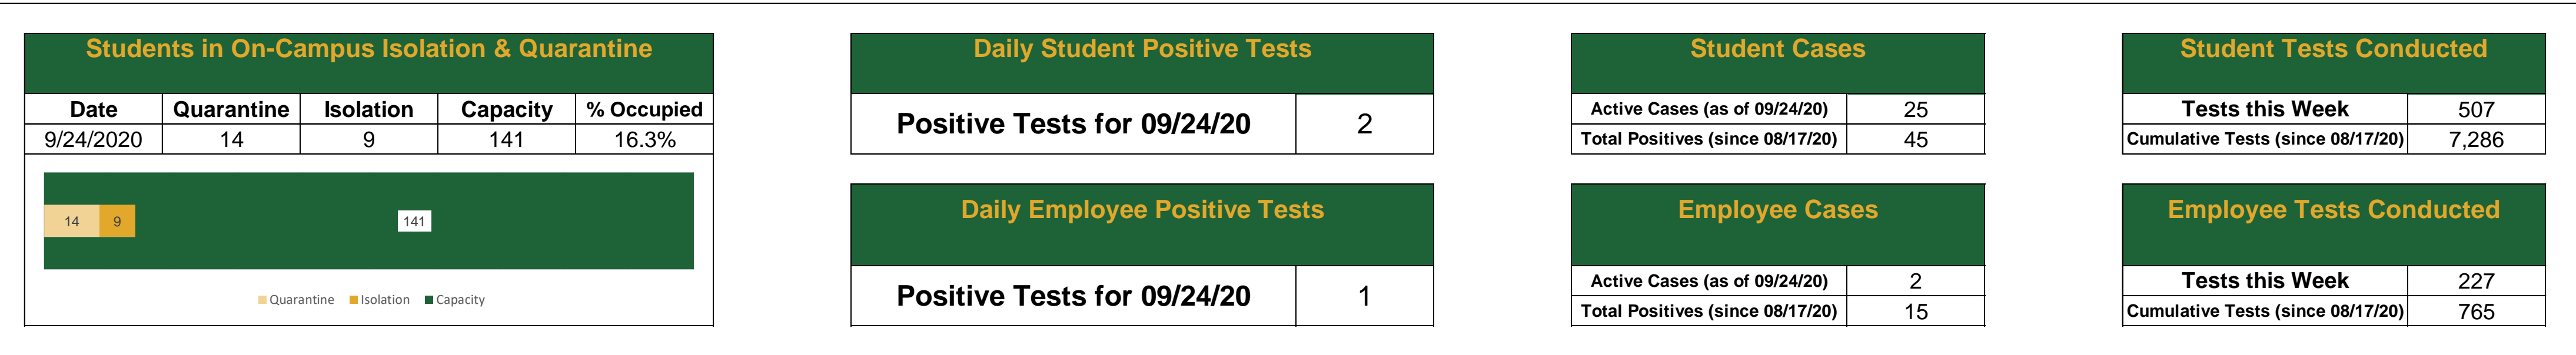 Students in On-Campus Isolation & Quarantine
Date Quarantine Isolation Capacity % Occupied
9/24/2020 14 9 141 16.3%
14 9 141
Quarantine Isolation Capacity
Daily Student Positive Tests
Positive Tests for 09/24/20 2
Daily Employee Positive Tests
Positive Tests for 09/24/20 1
Student Cases
Active Cases (as of 09/24/20) 25
Total Positives (since 08/17/20) 45
Employee Cases
Active Cases (as of 09/24/20) 2
Total Positives (since 08/17/20) 15
Student Tests Conducted
Tests this Week 507
Cumulative Tests (since 08/17/20) 7,286
Employee Tests Conducted
Tests this Week 227
Cumulative Tests (since 08/17/20) 765